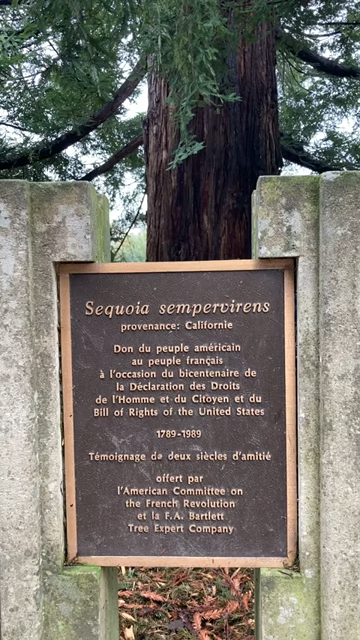 Sequoia sempervirens
provenance: Californie
Don du peuple américain
au peuple français
à l'occasion du bicentenaire de
la Déclaration des Droits
de l'Homme et du Citoyen et du
Bill of Rights of the United States
1789-1989
Témoignage de deux siècles d'amitié
offert par
l'American Committee on
the French Revolution
et la F.A. Bartlett
Tree Expert Company